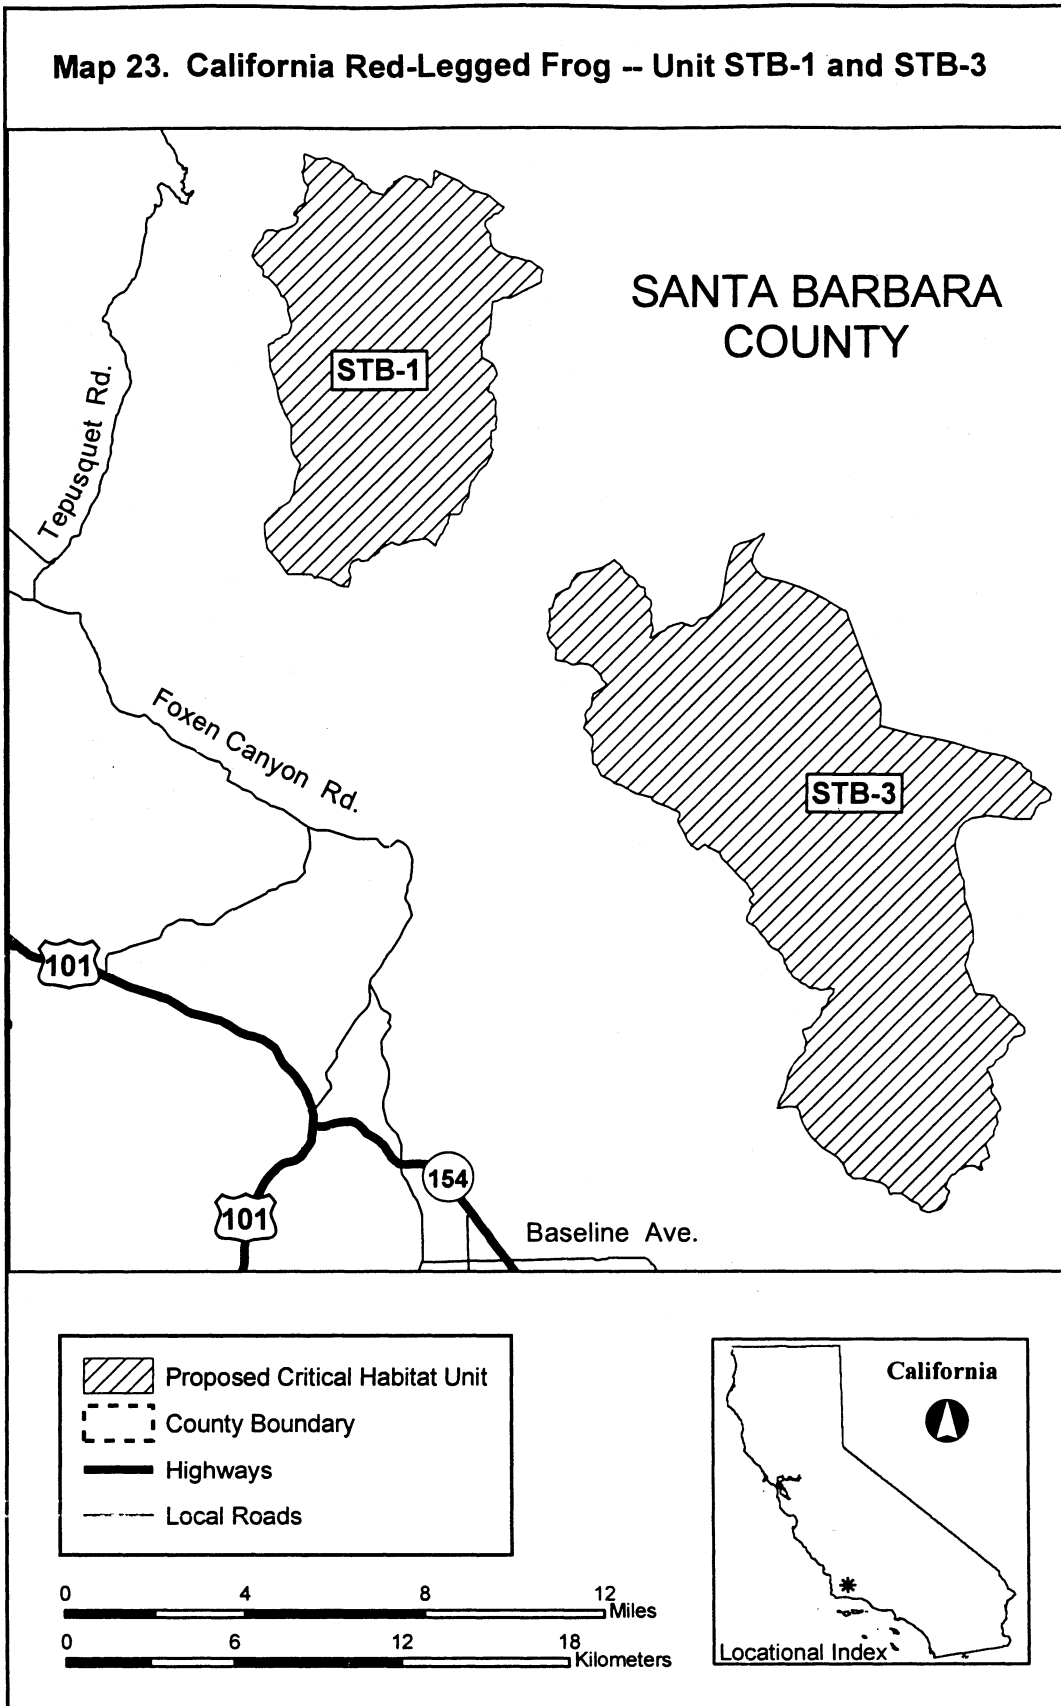 Map 23. California Red-Legged Frog -- Unit STB-1 and STB-3
SANTA BARBARA
COUNTY
STB-1
Tepusquet Rd.
Foxen Canyon Rd.
STB-3
101
154
101
Baseline Ave.
Proposed Critical Habitat Unit
County Boundary
Highways
Local Roads
0 4 8 12
Miles
0 6 12 18
Kilometers
California
Locational Index